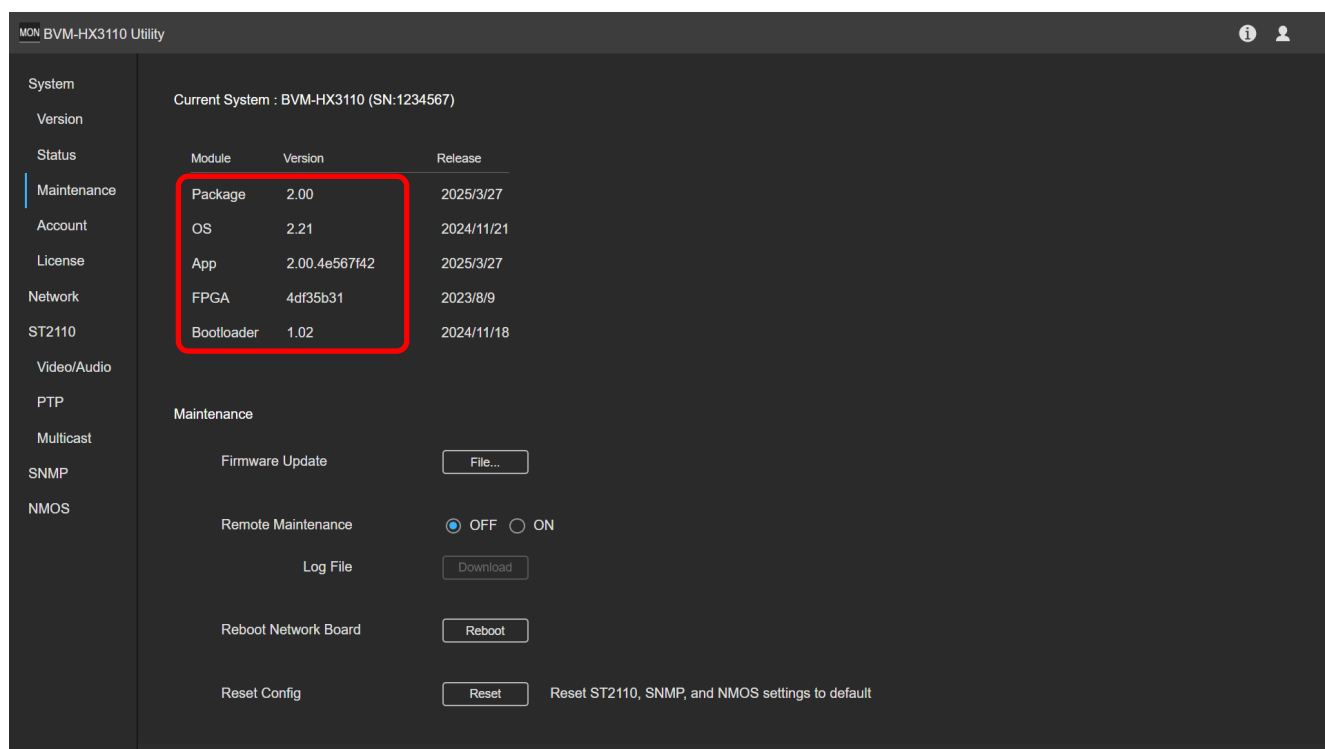 MON BVM-HX3110 Utility
System
Version
Status
Maintenance
Account
License
Network
ST2110
Video/Audio
PTP
Multicast
SNMP
NMOS
Current System : BVM-HX3110 (SN:1234567)
Module Version Release
Package 2.00 2025/3/27
OS 2.21 2024/11/21
App 2.00.4e567f42 2025/3/27
FPGA 4df35b31 2023/8/9
Bootloader 1.02 2024/11/18
Maintenance
Firmware Update File...
Remote Maintenance OFF ON
Log File Download
Reboot Network Board Reboot
Reset Config Reset Reset ST2110, SNMP, and NMOS settings to default